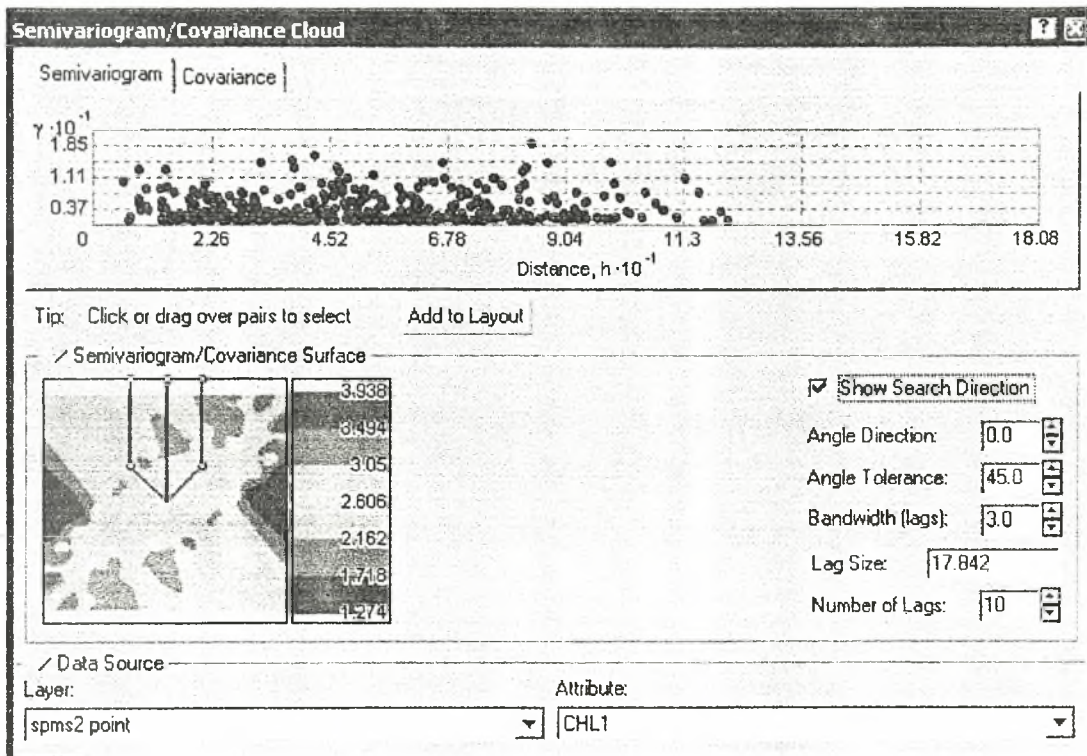 Semivariogram/Covariance Cloud
Semivariogram Covariance
γ ·10⁻¹
1.85
1.11
0.37
0 2.26 4.52 6.78 9.04 11.3 13.56 15.82 18.08
Distance, h ·10⁻¹
Tip: Click or drag over pairs to select Add to Layout
Semivariogram/Covariance Surface
3.938
3.494
3.05
2.606
2.162
1.718
1.274
Show Search Direction
Angle Direction: 0.0
Angle Tolerance: 45.0
Bandwidth (lags): 3.0
Lag Size: 17.842
Number of Lags: 10
Data Source
Layer: Attribute:
spms2 point CHL1